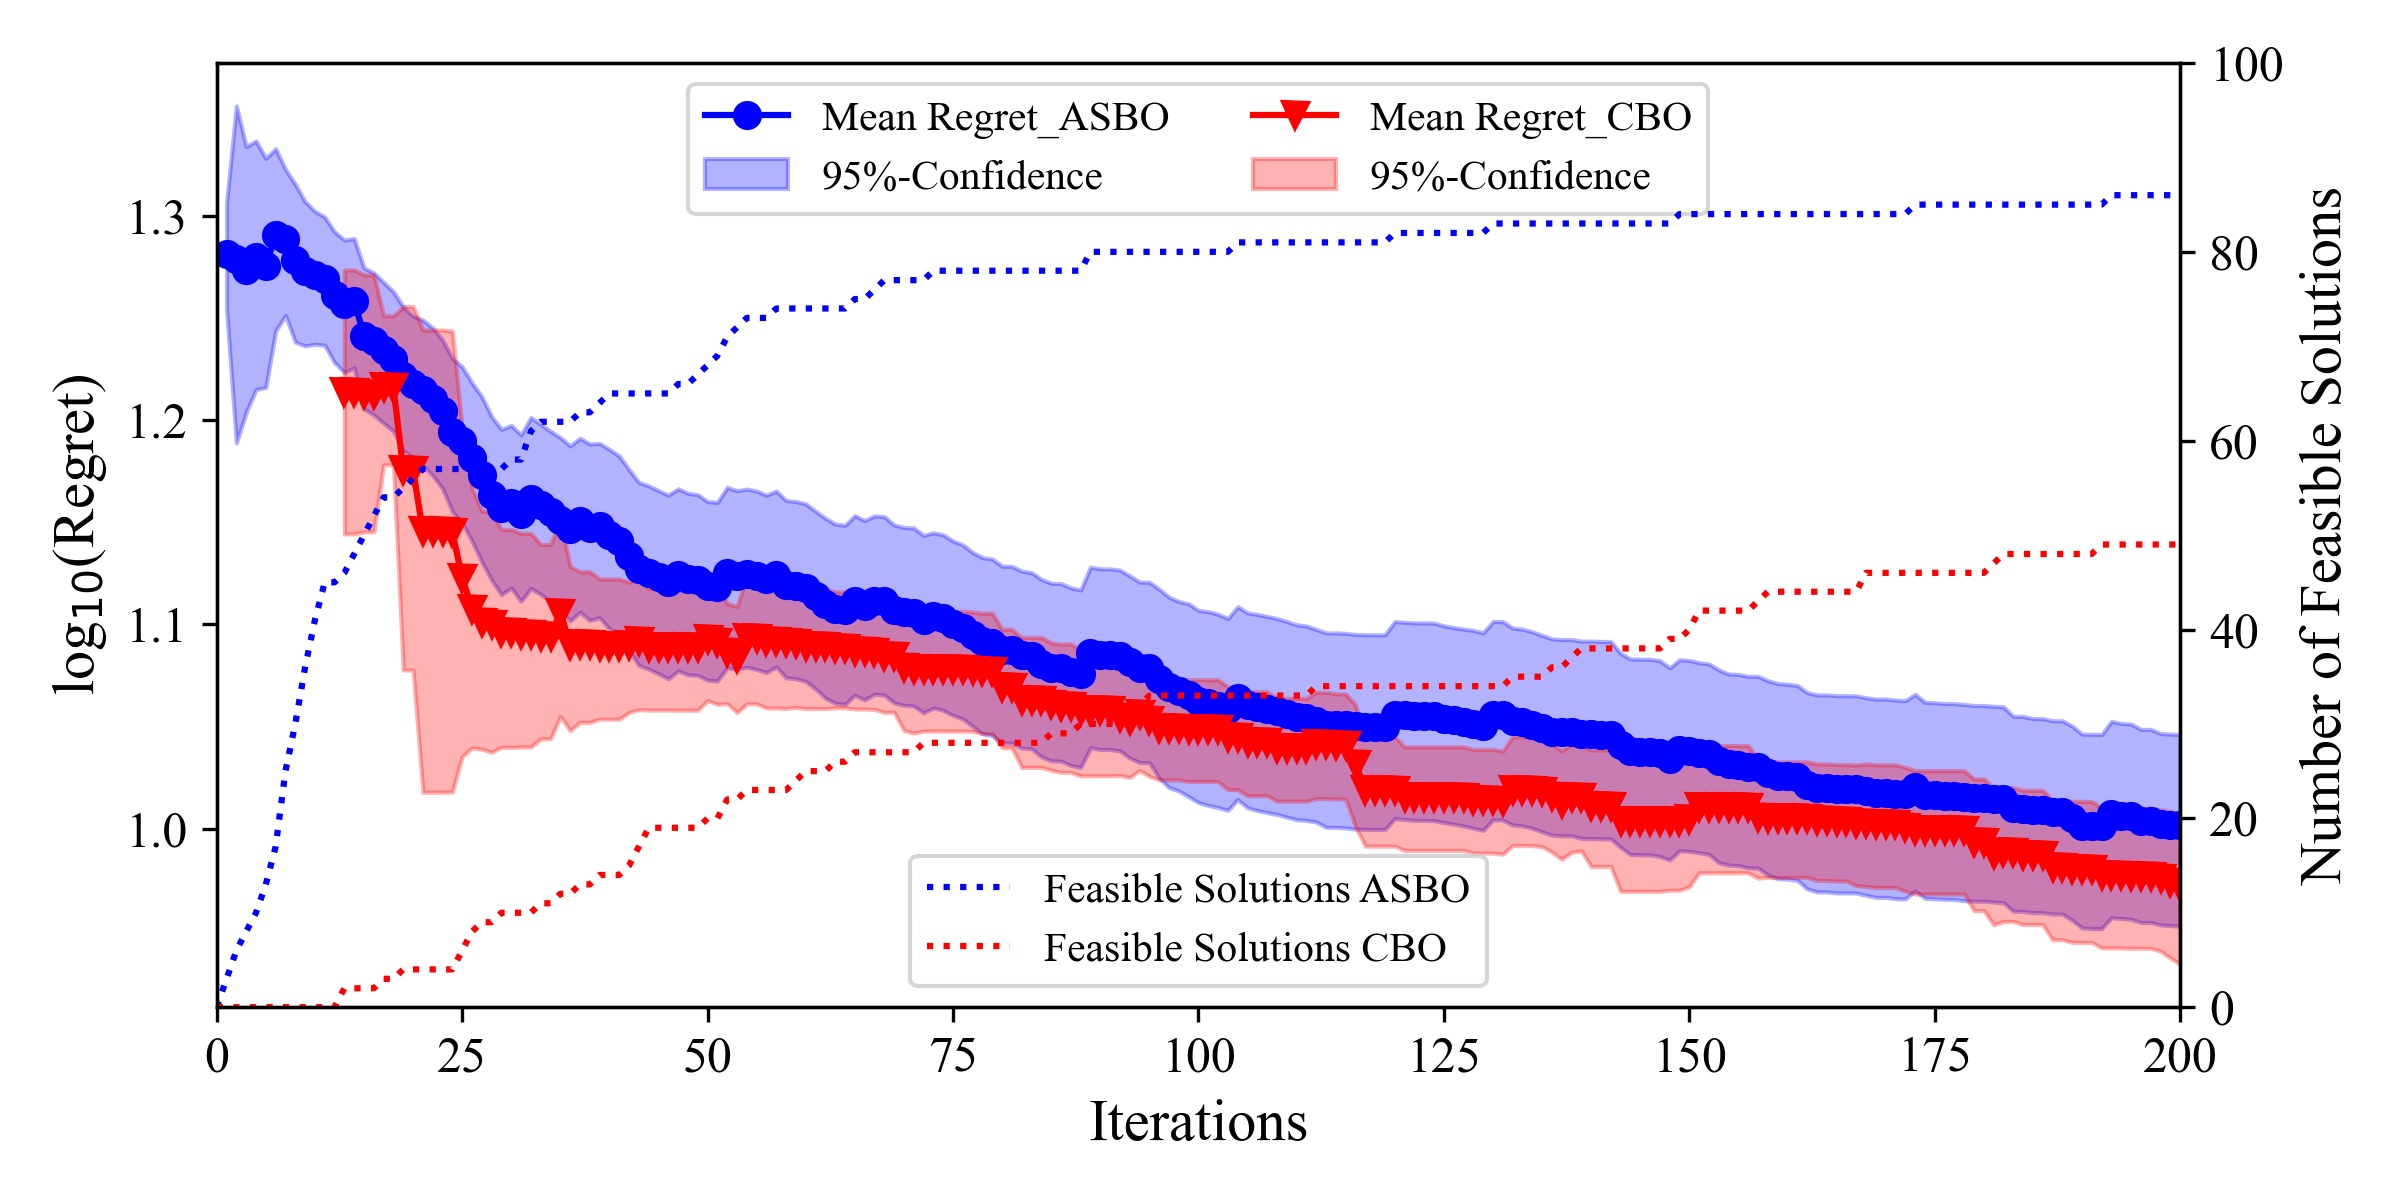 Mean Regret_ASBO
95%-Confidence
Mean Regret_CBO
95%-Confidence
Feasible Solutions ASBO
Feasible Solutions CBO
log10(Regret)
1.3
1.2
1.1
1.0
Number of Feasible Solutions
100
80
60
40
20
0
0 25 50 75 100 125 150 175 200
Iterations